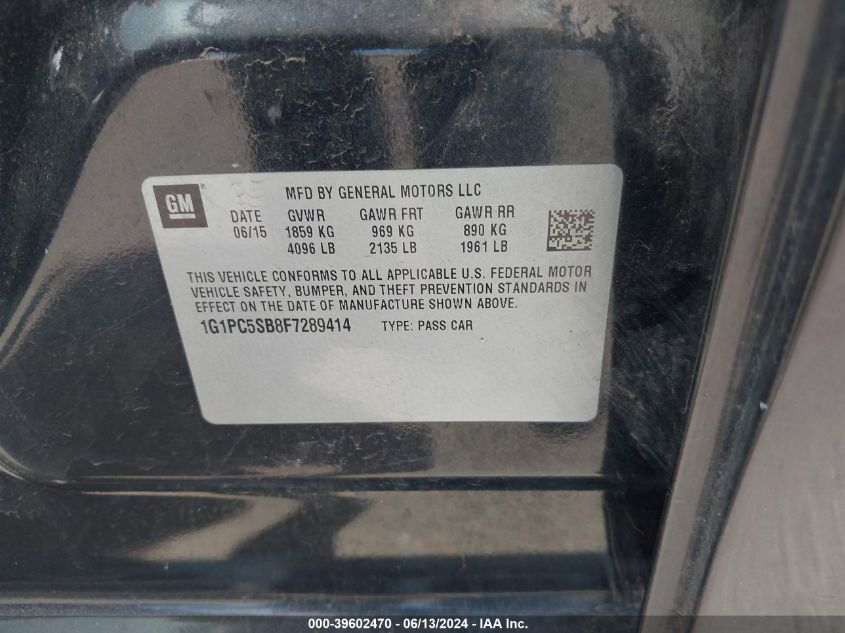 GM ®
MFD BY GENERAL MOTORS LLC
DATE GVWR GAWR FRT GAWR RR
06/15 1859 KG 969 KG 890 KG
4096 LB 2135 LB 1961 LB
THIS VEHICLE CONFORMS TO ALL APPLICABLE U.S. FEDERAL MOTOR
VEHICLE SAFETY, BUMPER, AND THEFT PREVENTION STANDARDS IN
EFFECT ON THE DATE OF MANUFACTURE SHOWN ABOVE.
1G1PC5SB8F7289414 TYPE: PASS CAR
000-39602470 - 06/13/2024 - IAA Inc.